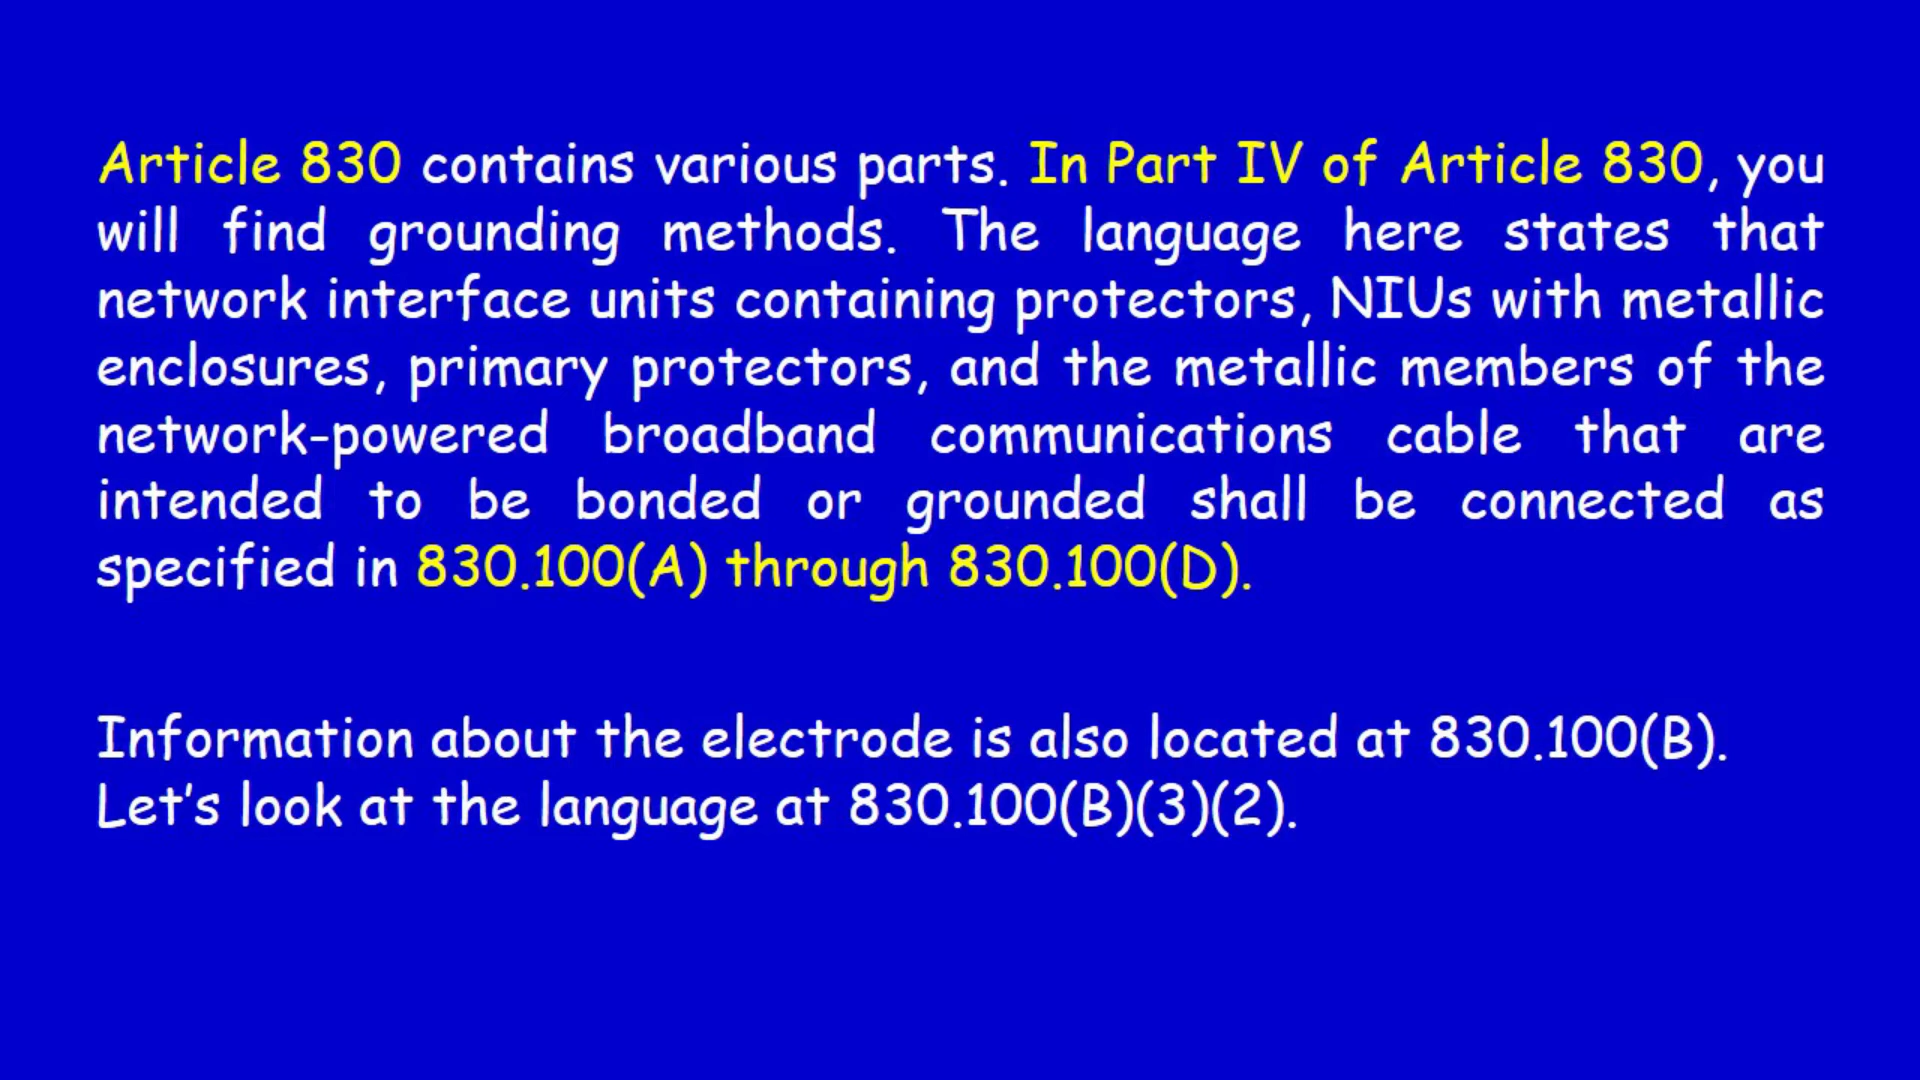 Article 830 contains various parts. In Part IV of Article 830, you
will find grounding methods. The language here states that
network interface units containing protectors, NIUs with metallic
enclosures, primary protectors, and the metallic members of the
network-powered broadband communications cable that are
intended to be bonded or grounded shall be connected as
specified in 830.100(A) through 830.100(D).
Information about the electrode is also located at 830.100(B).
Let's look at the language at 830.100(B)(3)(2).